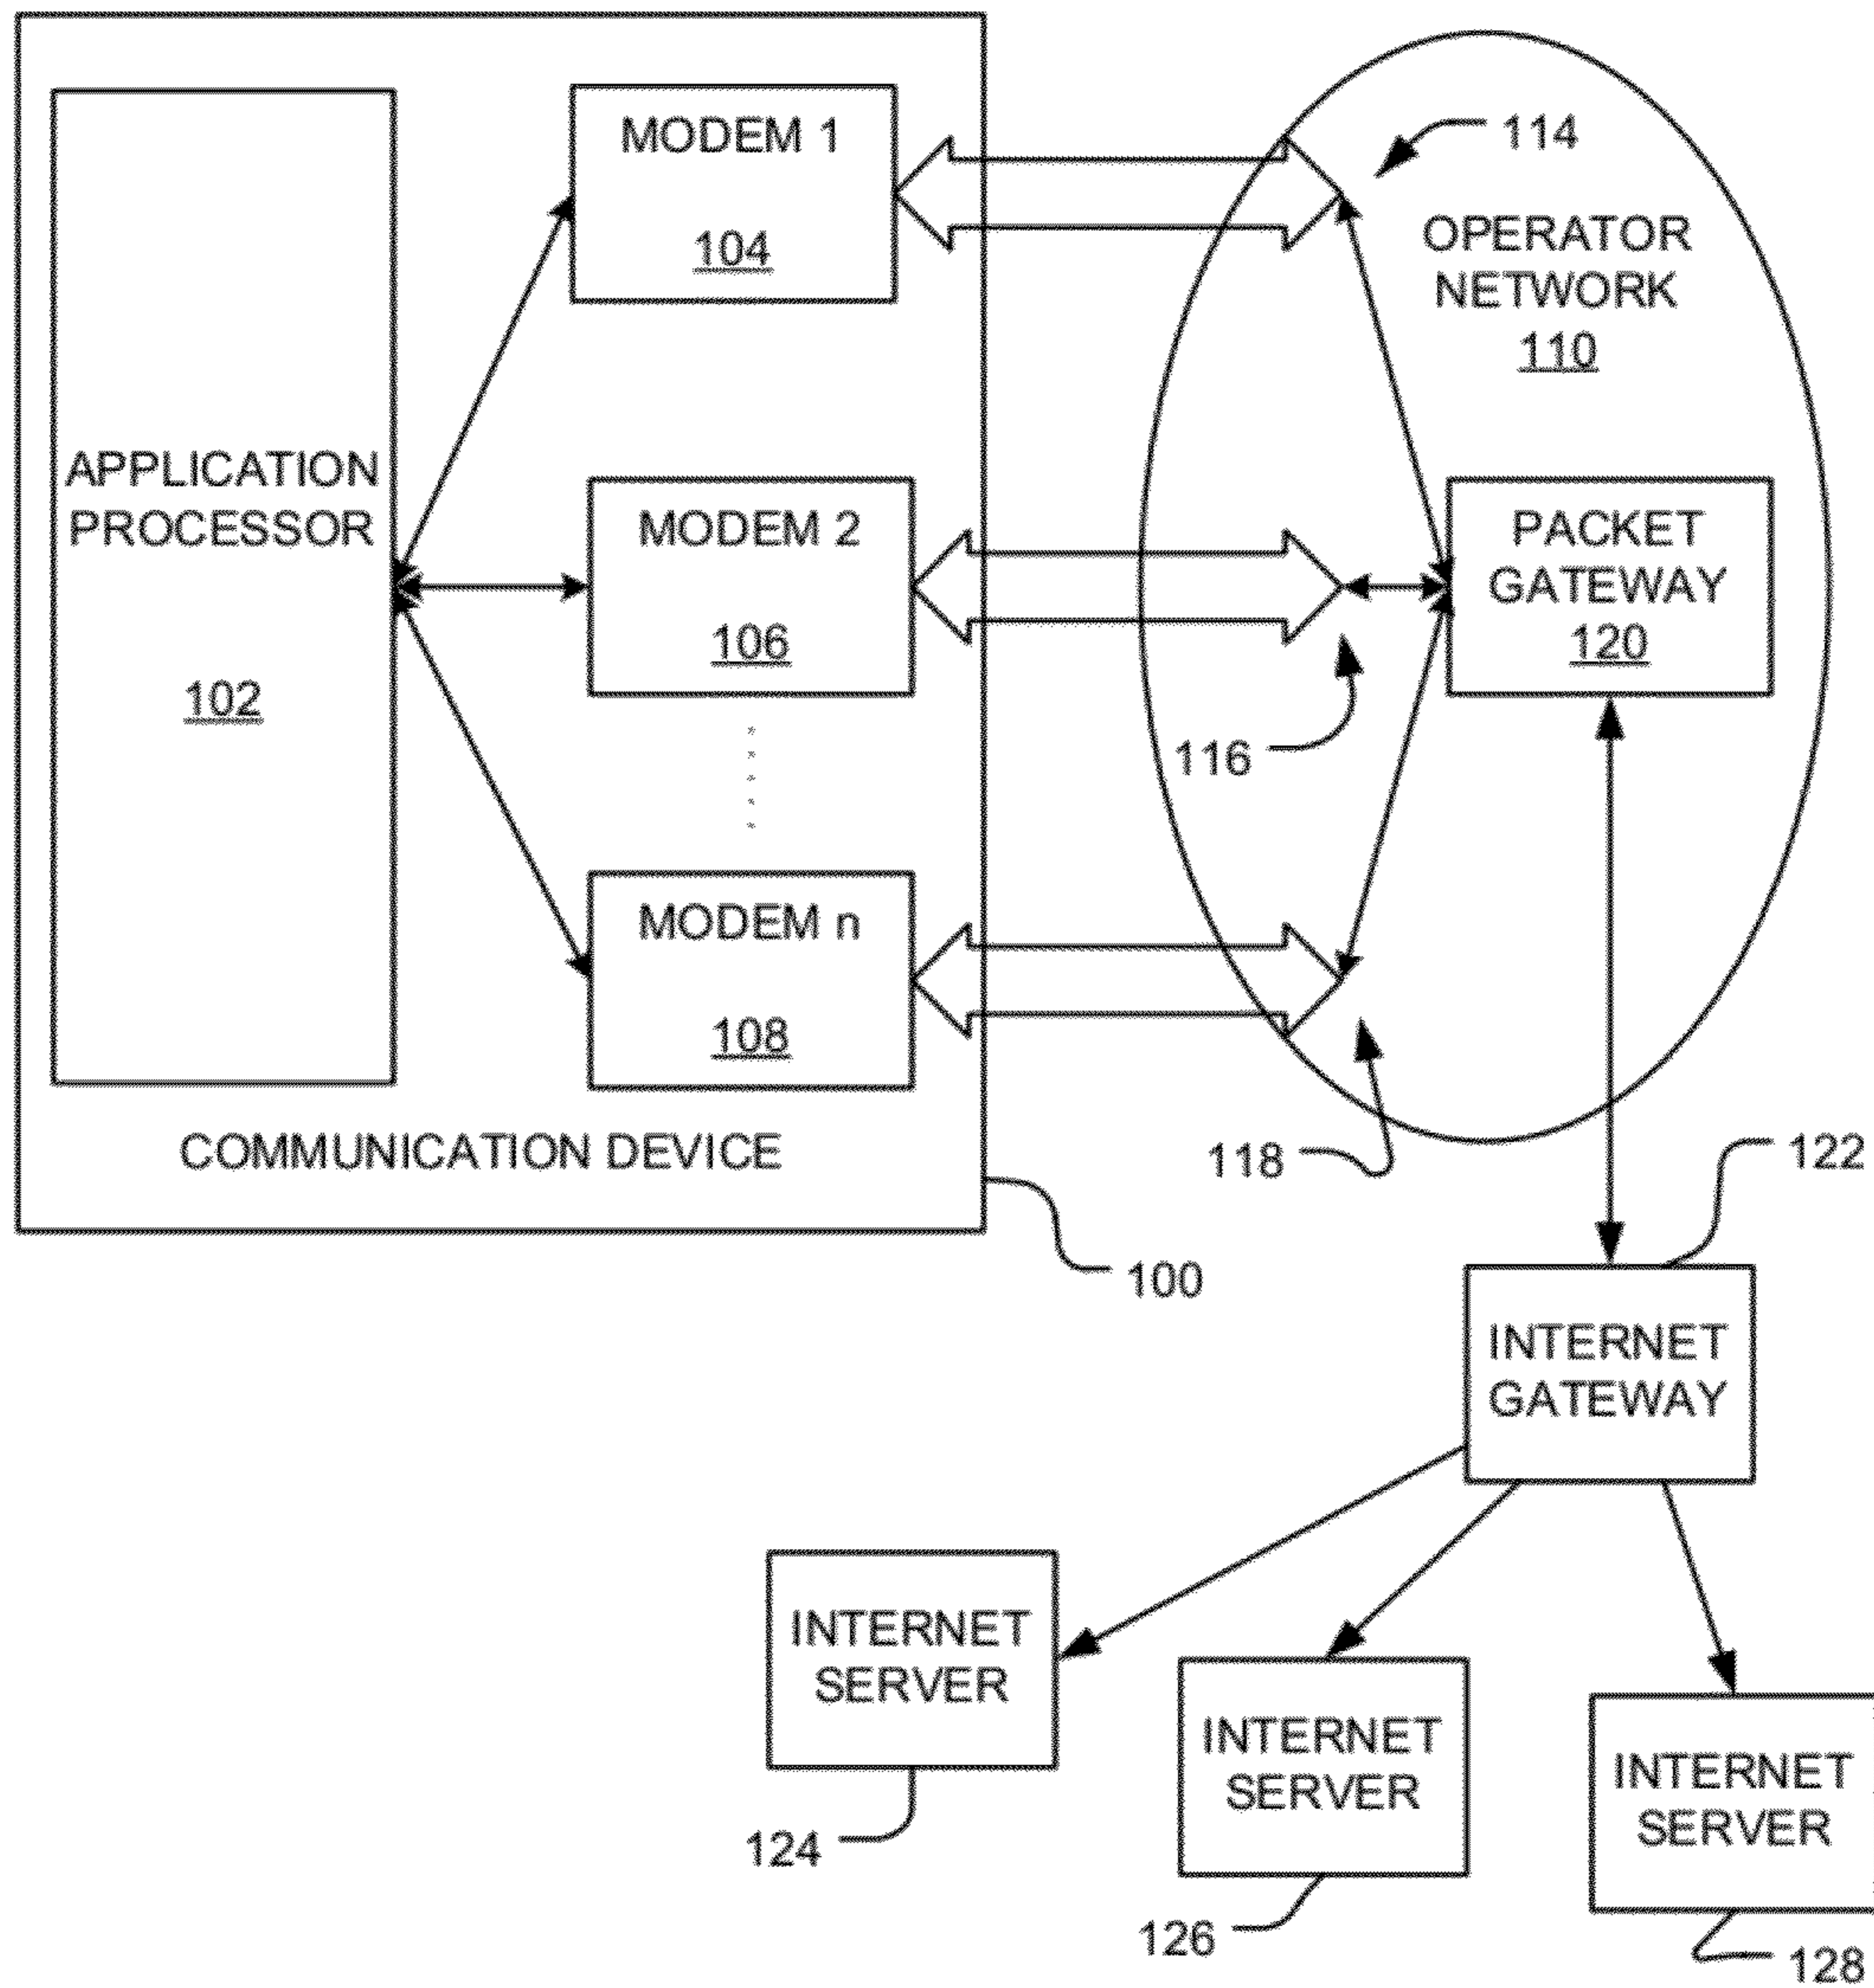 MODEM 1
104
114
OPERATOR
NETWORK
110
APPLICATION
PROCESSOR
102
MODEM 2
106
PACKET
GATEWAY
120
116
MODEM n
108
118
COMMUNICATION DEVICE
100
122
INTERNET
GATEWAY
INTERNET
SERVER
124
INTERNET
SERVER
126
INTERNET
SERVER
128